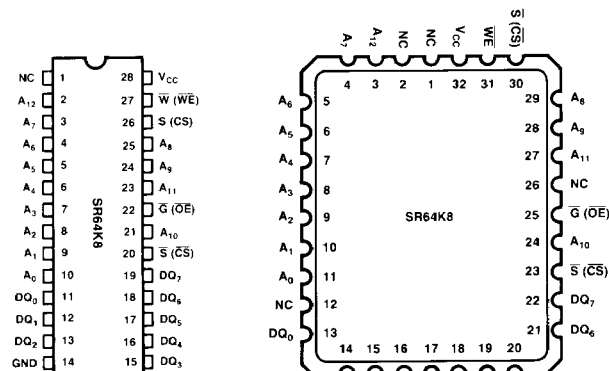 NC 1 28 V_CC
A₁₂ 2 27 W̅ (W̅E̅)
A₇ 3 26 S (CS)
A₆ 4 25 A₈
A₅ 5 24 A₉
A₄ 6 23 A₁₁
A₃ 7 22 G̅ (O̅E̅)
A₂ 8 21 A₁₀
A₁ 9 20 S̅ (C̅S̅)
A₀ 10 19 DQ₇
DQ₀ 11 18 DQ₆
DQ₁ 12 17 DQ₅
DQ₂ 13 16 DQ₄
GND 14 15 DQ₃
SR64K8
A₇ A₁₂ NC NC V_CC W̅E̅ S̅ (C̅S̅)
4 3 2 1 32 31 30
A₆ 5 29 A₈
A₅ 6 28 A₉
A₄ 7 27 A₁₁
A₃ 8 26 NC
A₂ 9 SR64K8 25 G̅ (O̅E̅)
A₁ 10 24 A₁₀
A₀ 11 23 S̅ (C̅S̅)
NC 12 22 DQ₇
DQ₀ 13 21 DQ₆
14 15 16 17 18 19 20